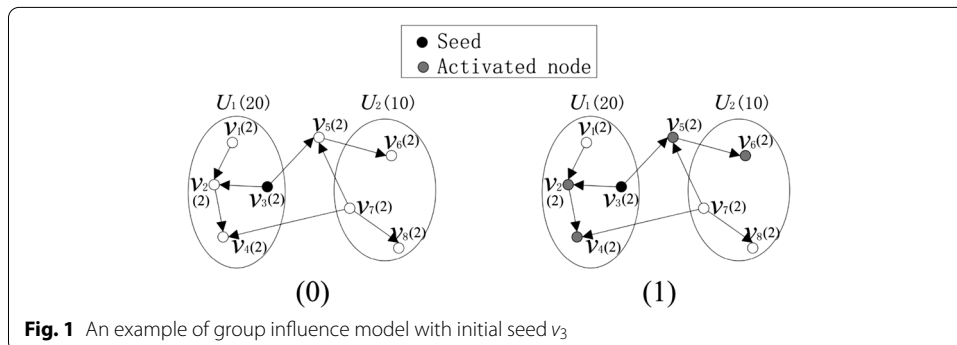 Seed
Activated node
U1(20) U2(10)
v1(2) v5(2) v6(2)
v2 (2) v3(2) v7(2)
v4(2) v8(2)
(0)
U1(20) U2(10)
v1(2) v5(2) v6(2)
v2 (2) v3(2) v7(2)
v4(2) v8(2)
(1)
Fig. 1 An example of group influence model with initial seed v3